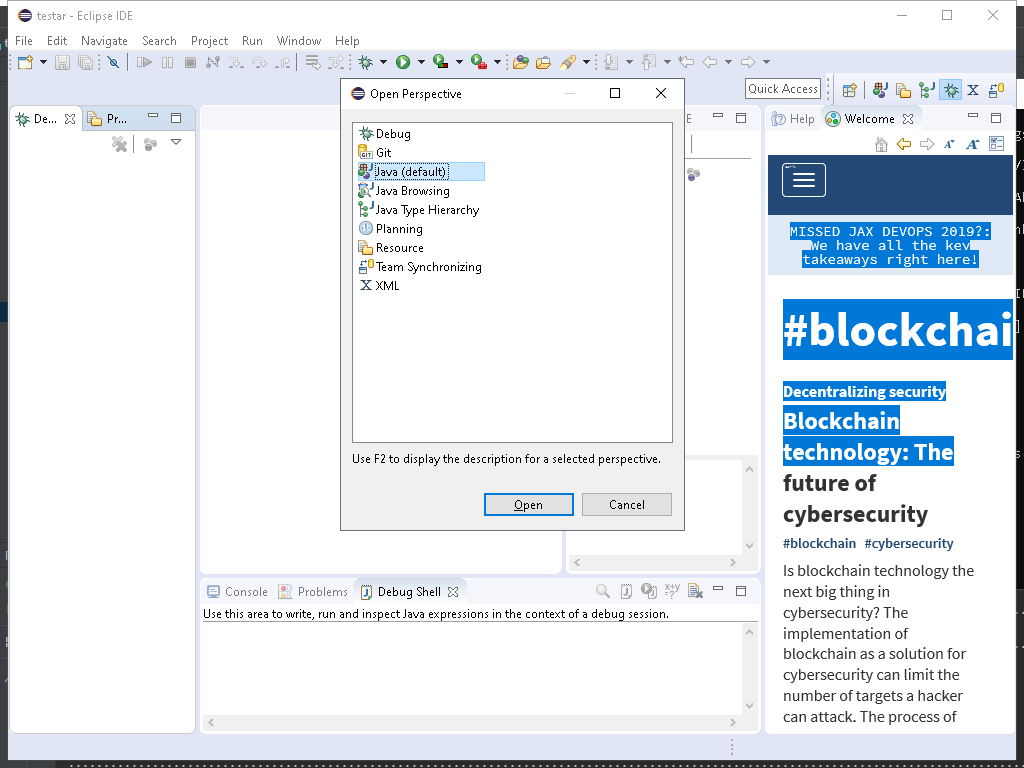 testar - Eclipse IDE
File Edit Navigate Search Project Run Window Help
Quick Access
De...
Pr...
Open Perspective
Debug
GIT Git
Java (default)
Java Browsing
Java Type Hierarchy
Planning
Resource
Team Synchronizing
X XML
Use F2 to display the description for a selected perspective.
Open Cancel
Console Problems Debug Shell
Use this area to write, run and inspect Java expressions in the context of a debug session.
Help Welcome
MISSED JAX DEVOPS 2019?:
We have all the key
takeaways right here!
#blockchai
Decentralizing security
Blockchain
technology: The
future of
cybersecurity
#blockchain #cybersecurity
Is blockchain technology the
next big thing in
cybersecurity? The
implementation of
blockchain as a solution for
cybersecurity can limit the
number of targets a hacker
can attack. The process of